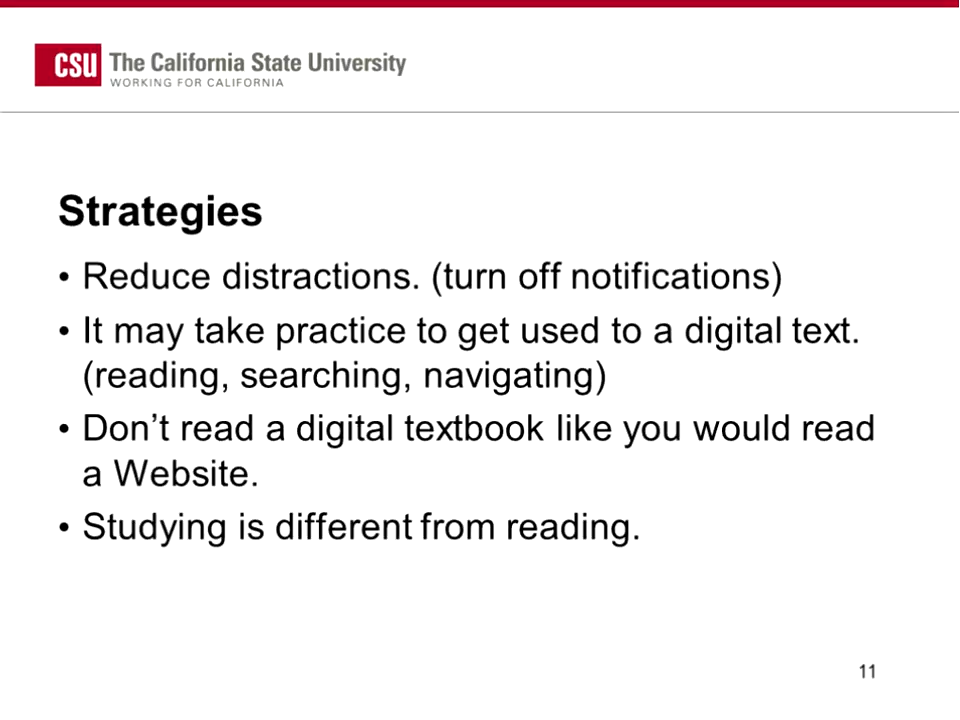 CSU The California State University
WORKING FOR CALIFORNIA
Strategies
• Reduce distractions. (turn off notifications)
• It may take practice to get used to a digital text.
(reading, searching, navigating)
• Don’t read a digital textbook like you would read
a Website.
• Studying is different from reading.
11